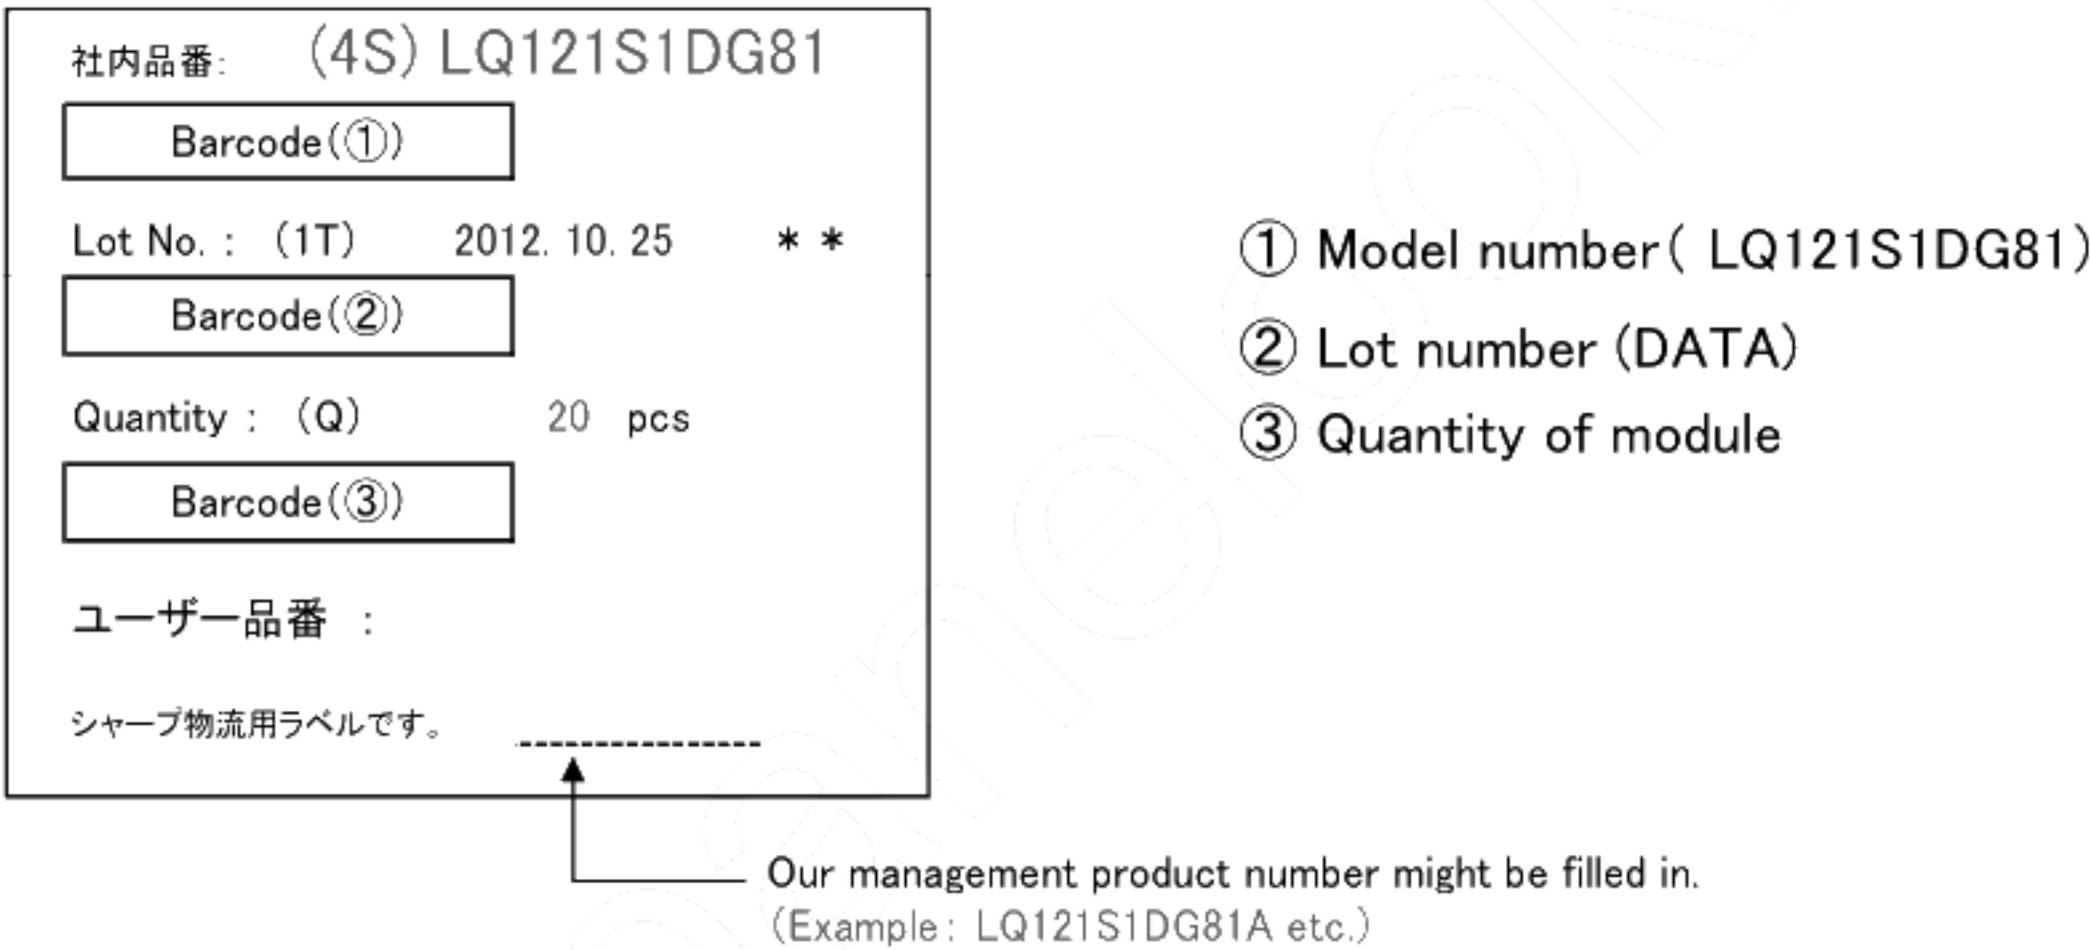 社内品番: (4S) LQ121S1DG81
Barcode(①)
Lot No. : (1T) 2012. 10. 25 * *
Barcode(②)
Quantity : (Q) 20 pcs
Barcode(③)
ユーザー品番 :
シャープ物流用ラベルです。
① Model number( LQ121S1DG81)
② Lot number (DATA)
③ Quantity of module
Our management product number might be filled in.
(Example : LQ121S1DG81A etc.)